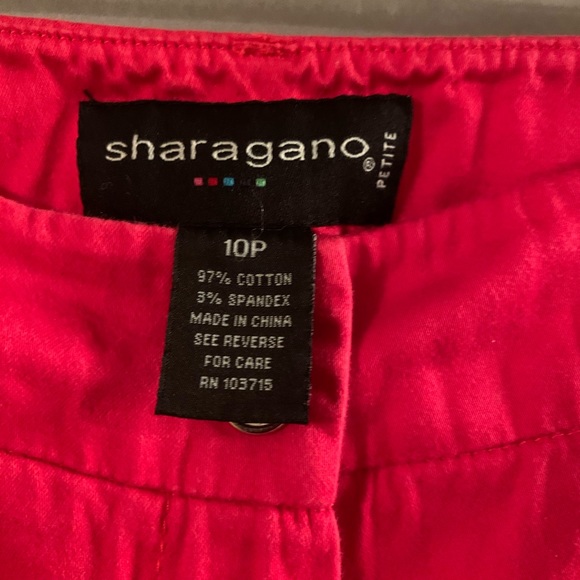 sharagano®
PETITE
10P
97% COTTON
3% SPANDEX
MADE IN CHINA
SEE REVERSE
FOR CARE
RN 103715